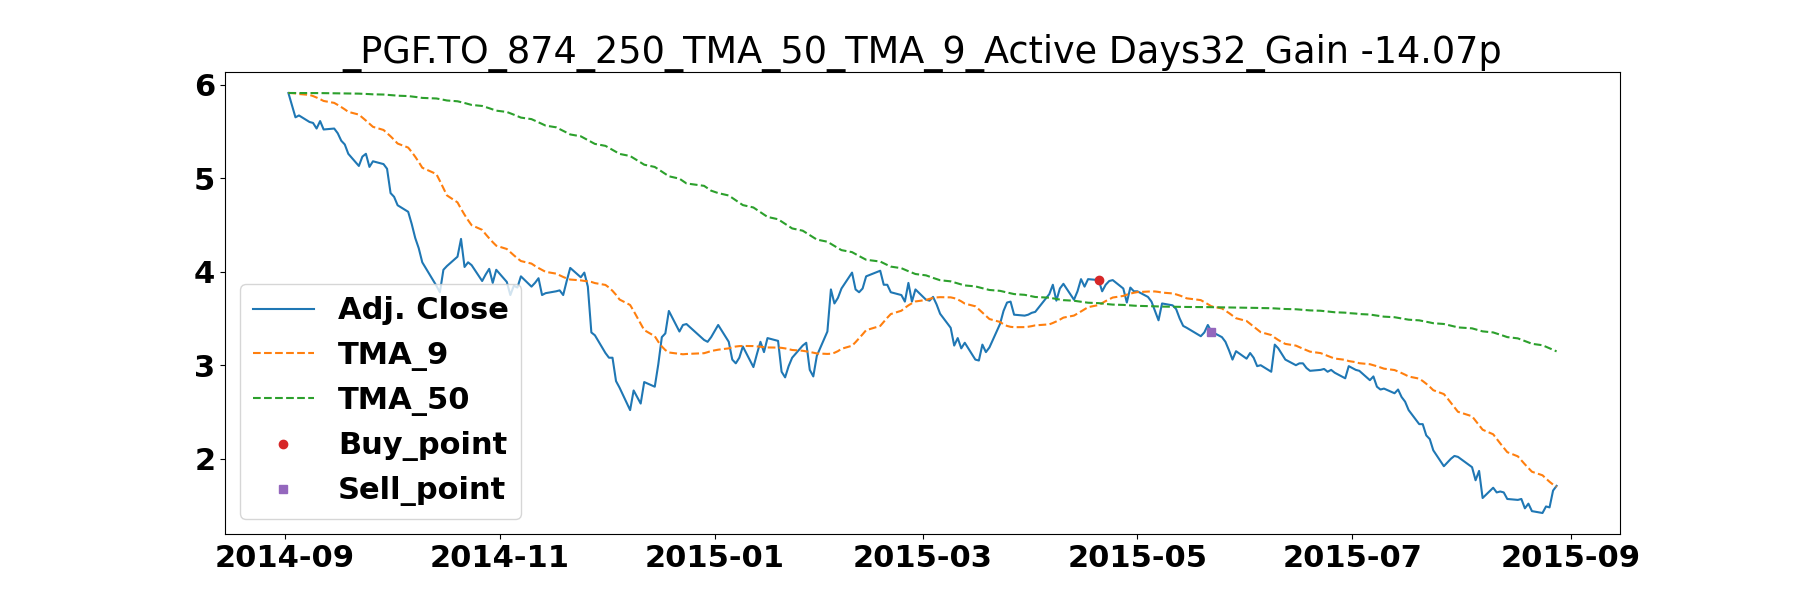 _PGF.TO_874_250_TMA_50_TMA_9_Active Days32_Gain -14.07p
6
5
4
3
2
Adj. Close
TMA_9
TMA_50
Buy_point
Sell_point
2014-09 2014-11 2015-01 2015-03 2015-05 2015-07 2015-09